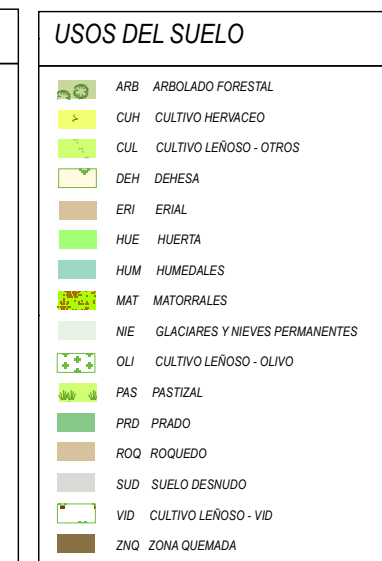 USOS DEL SUELO
ARB ARBOLADO FORESTAL
CUH CULTIVO HERVACEO
CUL CULTIVO LEÑOSO - OTROS
DEH DEHESA
ERI ERIAL
HUE HUERTA
HUM HUMEDALES
MAT MATORRALES
NIE GLACIARES Y NIEVES PERMANENTES
OLI CULTIVO LEÑOSO - OLIVO
PAS PASTIZAL
PRD PRADO
ROQ ROQUEDO
SUD SUELO DESNUDO
VID CULTIVO LEÑOSO - VID
ZNQ ZONA QUEMADA